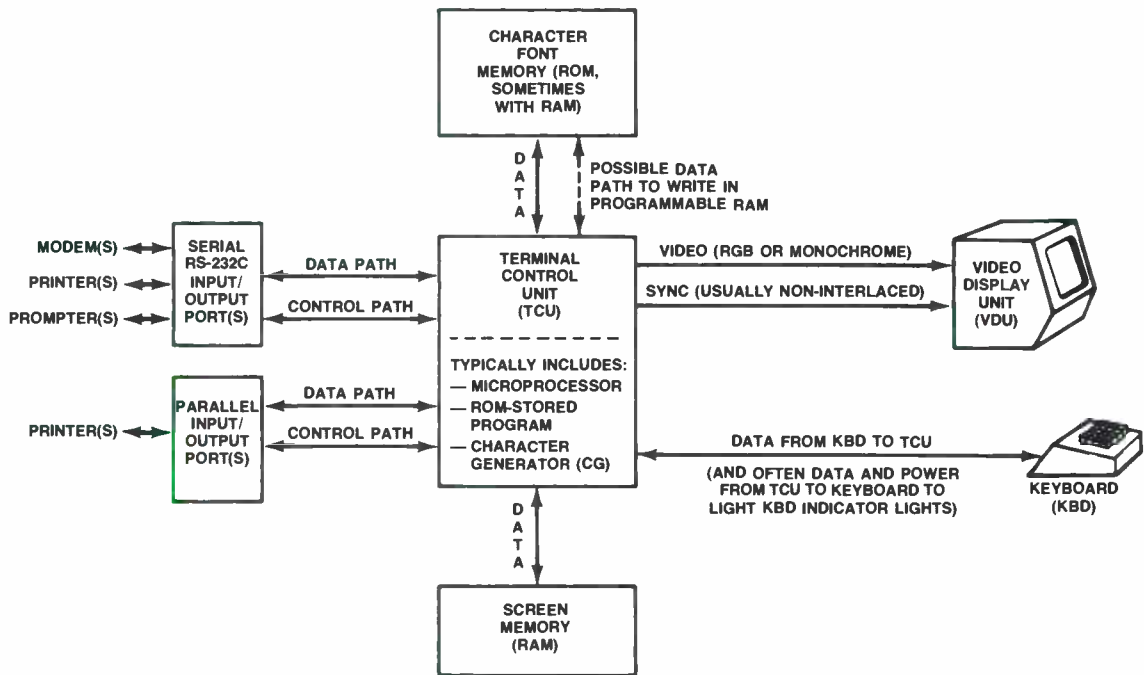 CHARACTER
FONT
MEMORY (ROM,
SOMETIMES
WITH RAM)
DATA
POSSIBLE DATA
PATH TO WRITE IN
PROGRAMMABLE RAM
MODEM(S)
PRINTER(S)
PROMPTER(S)
SERIAL
RS-232C
INPUT/
OUTPUT
PORT(S)
DATA PATH
CONTROL PATH
TERMINAL
CONTROL
UNIT
(TCU)
TYPICALLY INCLUDES:
— MICROPROCESSOR
— ROM-STORED
PROGRAM
— CHARACTER
GENERATOR (CG)
VIDEO (RGB OR MONOCHROME)
SYNC (USUALLY NON-INTERLACED)
VIDEO
DISPLAY
UNIT
(VDU)
PRINTER(S)
PARALLEL
INPUT/
OUTPUT
PORT(S)
DATA PATH
CONTROL PATH
DATA FROM KBD TO TCU
(AND OFTEN DATA AND POWER
FROM TCU TO KEYBOARD TO
LIGHT KBD INDICATOR LIGHTS)
KEYBOARD
(KBD)
DATA
SCREEN
MEMORY
(RAM)